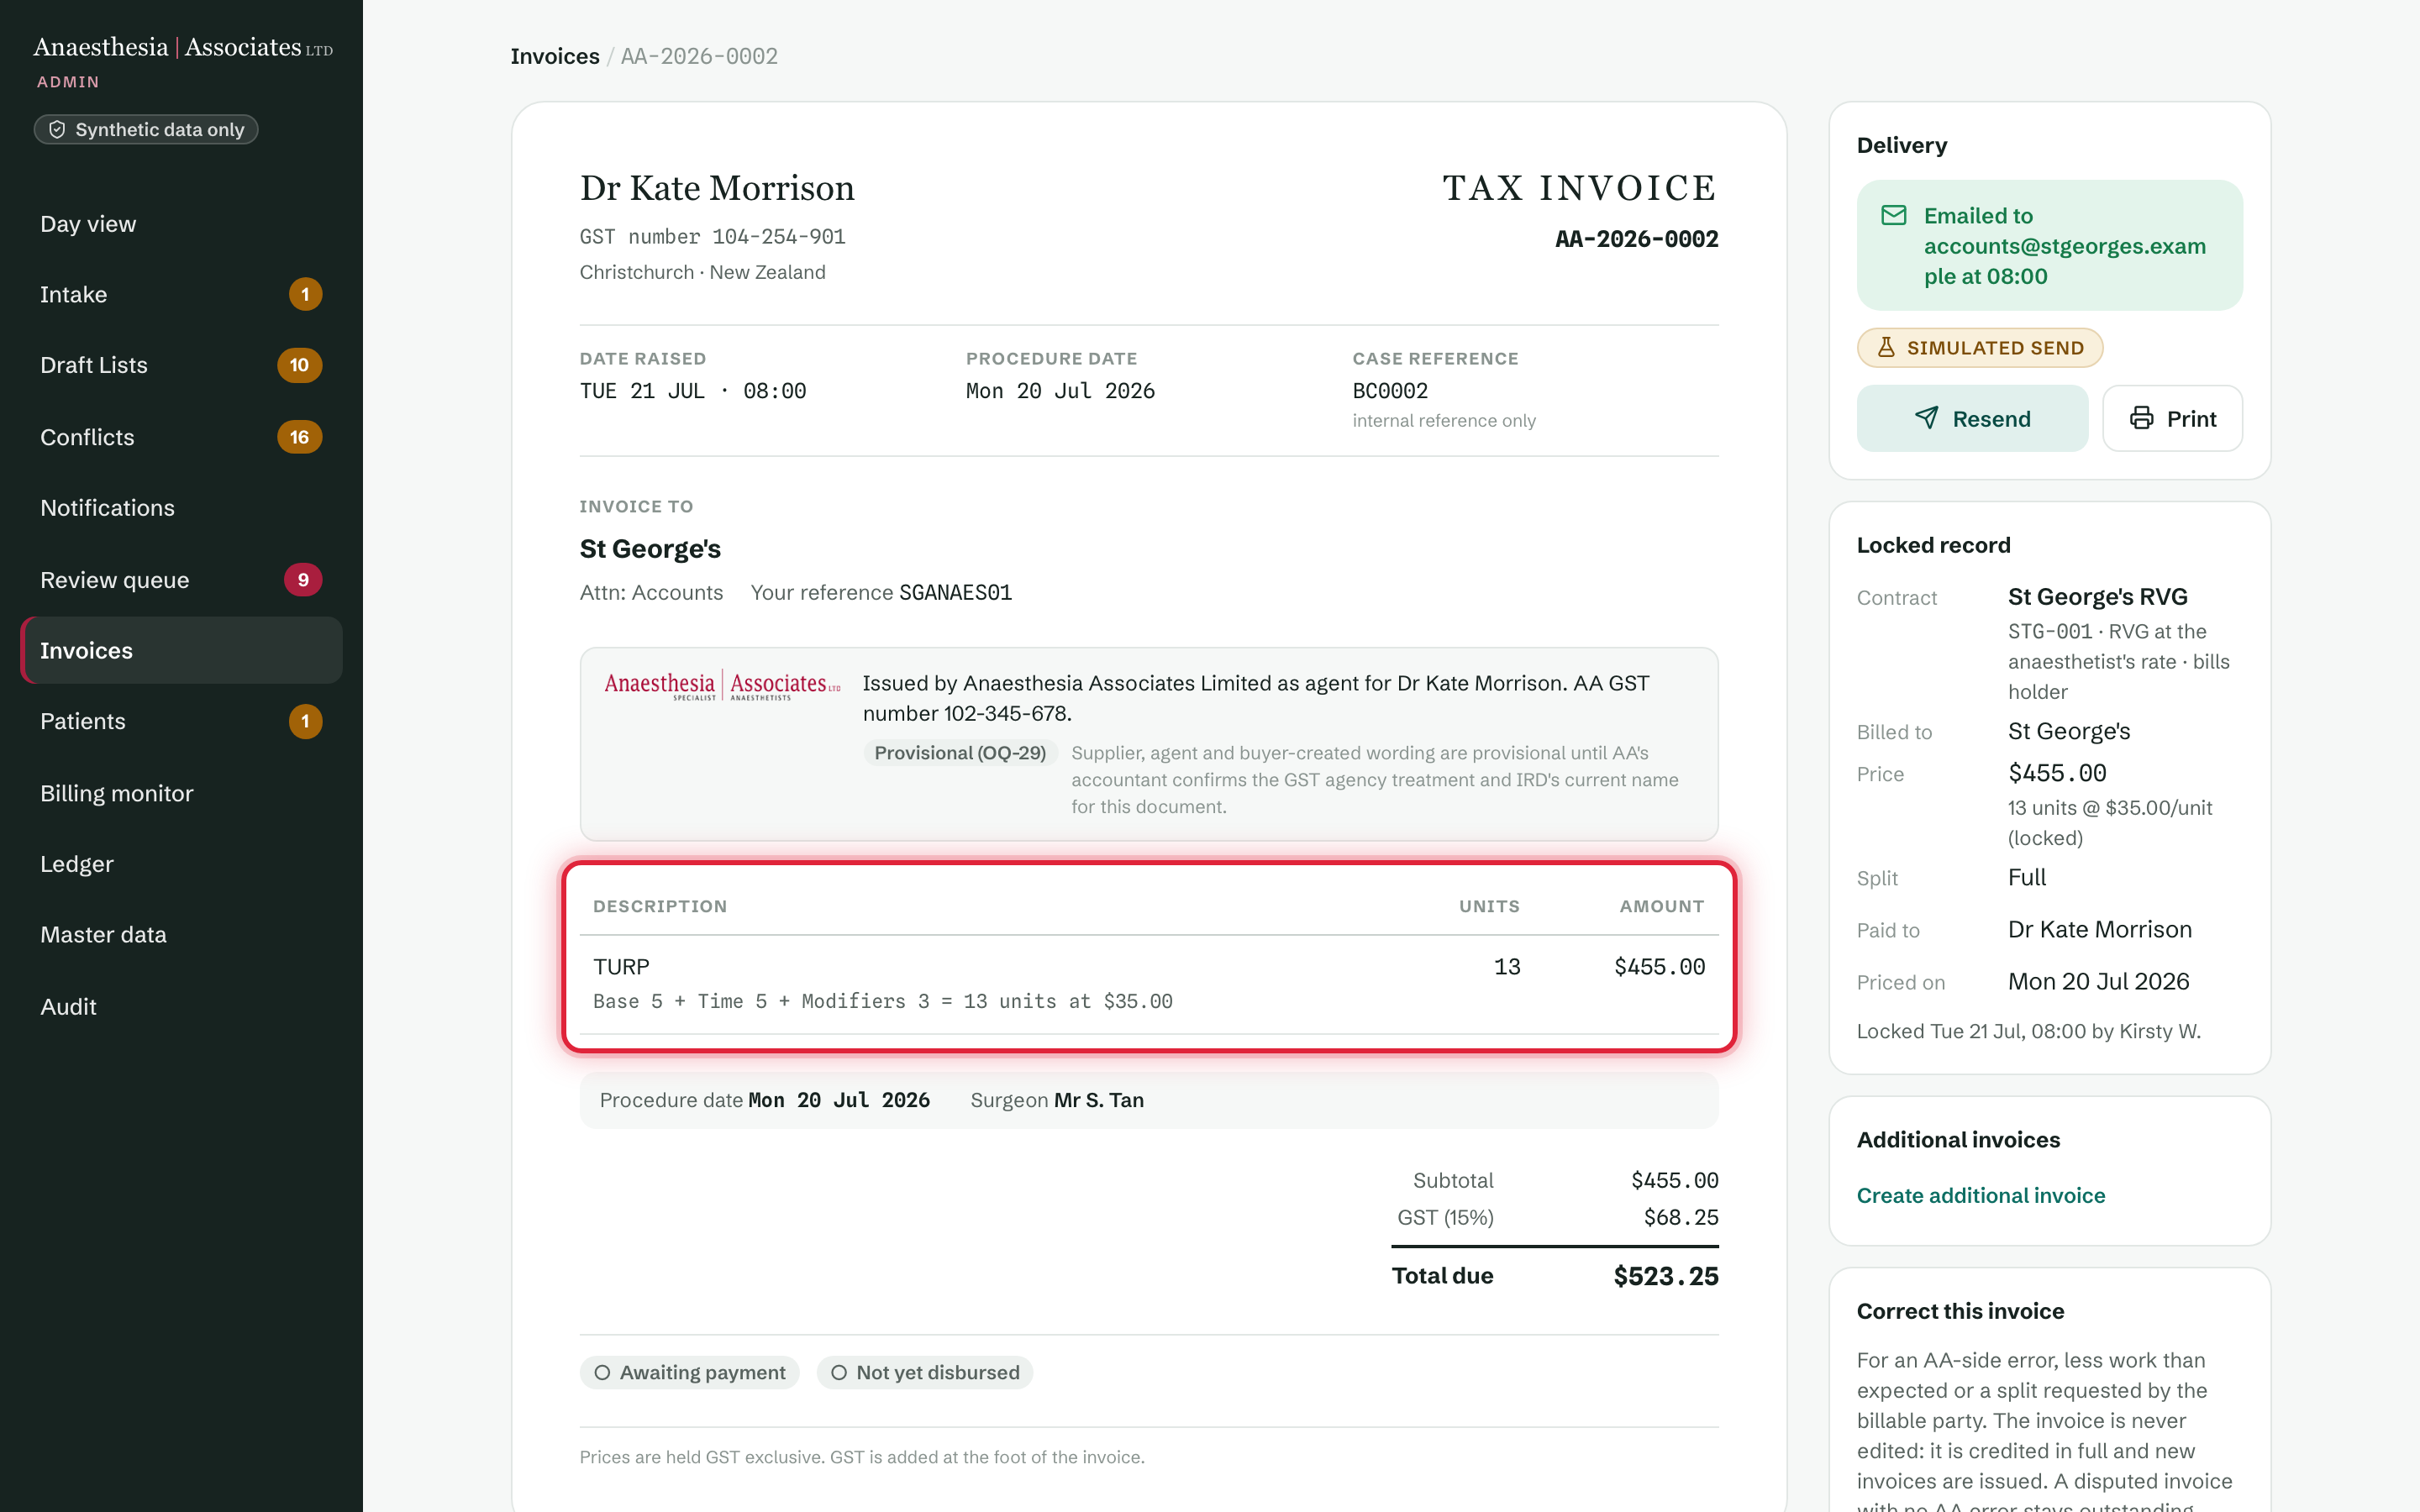 Anaesthesia | Associates LTD
ADMIN
Synthetic data only
Day view
Intake 1
Draft Lists 10
Conflicts 16
Notifications
Review queue 9
Invoices
Patients 1
Billing monitor
Ledger
Master data
Audit
Invoices / AA-2026-0002
Dr Kate Morrison
GST number 104-254-901
Christchurch · New Zealand
TAX INVOICE
AA-2026-0002
DATE RAISED
TUE 21 JUL · 08:00
PROCEDURE DATE
Mon 20 Jul 2026
CASE REFERENCE
BC0002
internal reference only
INVOICE TO
St George's
Attn: Accounts Your reference SGANAES01
Anaesthesia | Associates LTD
SPECIALIST ANAESTHETISTS
Issued by Anaesthesia Associates Limited as agent for Dr Kate Morrison. AA GST
number 102-345-678.
Provisional (OQ-29)
Supplier, agent and buyer-created wording are provisional until AA's
accountant confirms the GST agency treatment and IRD's current name
for this document.
DESCRIPTION UNITS AMOUNT
TURP 13 $455.00
Base 5 + Time 5 + Modifiers 3 = 13 units at $35.00
Procedure date Mon 20 Jul 2026 Surgeon Mr S. Tan
Subtotal $455.00
GST (15%) $68.25
Total due $523.25
Awaiting payment Not yet disbursed
Prices are held GST exclusive. GST is added at the foot of the invoice.
Delivery
Emailed to
accounts@stgeorges.exam
ple at 08:00
SIMULATED SEND
Resend Print
Locked record
Contract St George's RVG
STG-001 · RVG at the
anaesthetist's rate · bills
holder
Billed to St George's
Price $455.00
13 units @ $35.00/unit
(locked)
Split Full
Paid to Dr Kate Morrison
Priced on Mon 20 Jul 2026
Locked Tue 21 Jul, 08:00 by Kirsty W.
Additional invoices
Create additional invoice
Correct this invoice
For an AA-side error, less work than
expected or a split requested by the
billable party. The invoice is never
edited: it is credited in full and new
invoices are issued. A disputed invoice
with no AA error stays outstanding